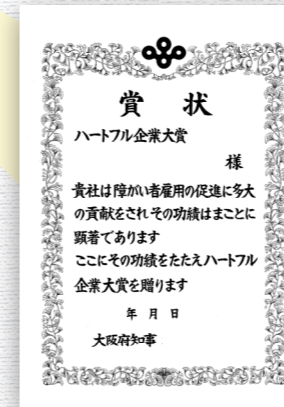 賞状
ハートフル企業大賞
様
貴社は障がい者雇用の促進に多大
の貢献をされその功績はまことに
顕著であります
ここにその功績をたたえハートフル
企業大賞を贈ります
年 月 日
大阪府知事